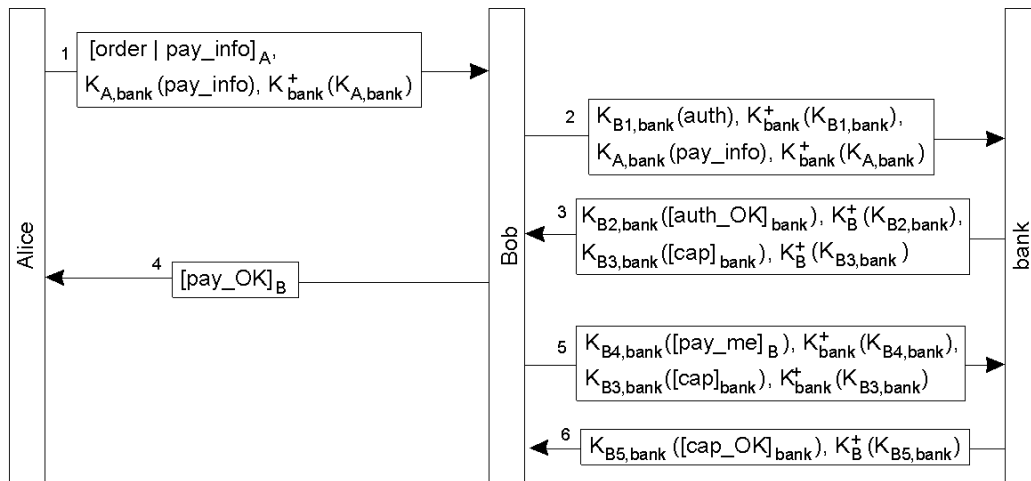 Alice
Bob
bank
1
[order | pay_info]A,
KA,bank(pay_info), K+bank(KA,bank)
2
KB1,bank(auth), K+bank(KB1,bank),
KA,bank(pay_info), K+bank(KA,bank)
3
KB2,bank([auth_OK]bank), K+B(KB2,bank),
KB3,bank([cap]bank), K+B(KB3,bank)
4
[pay_OK]B
5
KB4,bank([pay_me]B), K+bank(KB4,bank),
KB3,bank([cap]bank), K+bank(KB3,bank)
6
KB5,bank([cap_OK]bank), K+B(KB5,bank)